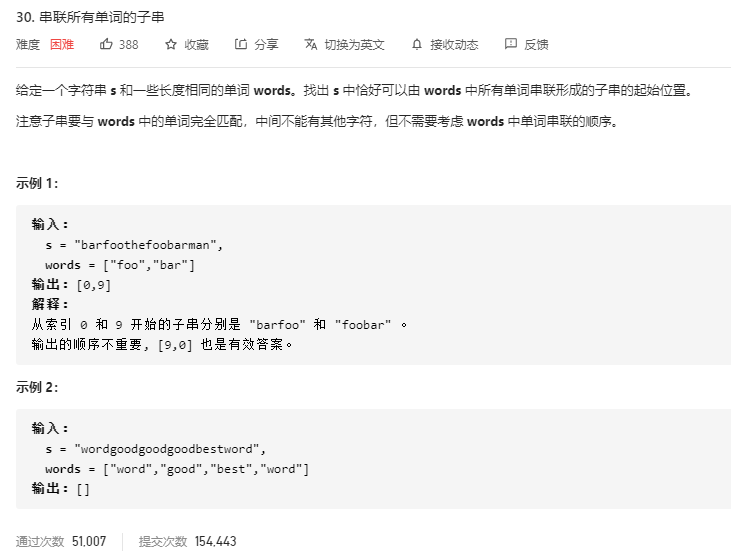 30. 串联所有单词的子串
难度 困难 388 收藏 分享 切换为英文 接收动态 反馈
给定一个字符串 s 和一些长度相同的单词 words。找出 s 中恰好可以由 words 中所有单词串联形成的子串的起始位置。
注意子串要与 words 中的单词完全匹配，中间不能有其他字符，但不需要考虑 words 中单词串联的顺序。
示例 1：
输入：
s = "barfoothefoobarman",
words = ["foo","bar"]
输出：[0,9]
解释：
从索引 0 和 9 开始的子串分别是 "barfoo" 和 "foobar" 。
输出的顺序不重要, [9,0] 也是有效答案。
示例 2：
输入：
s = "wordgoodgoodgoodbestword",
words = ["word","good","best","word"]
输出：[]
通过次数 51,007 提交次数 154,443